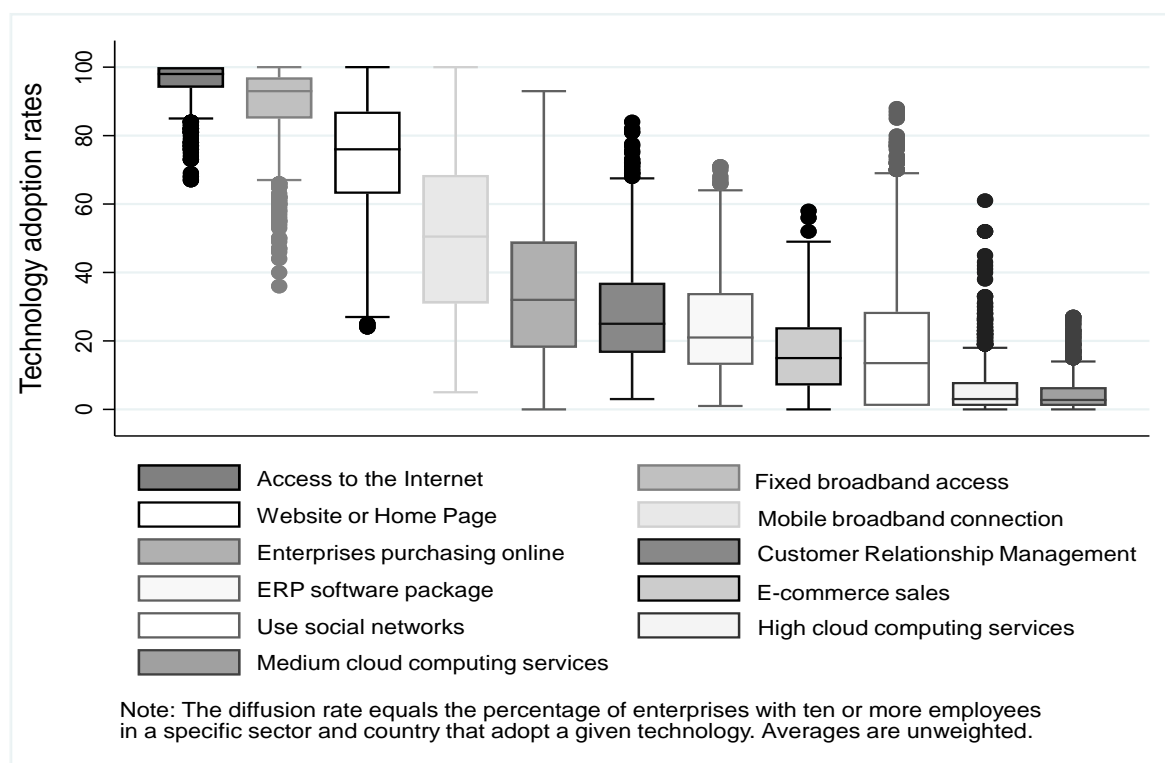 Technology adoption rates
100
80
60
40
20
0
Access to the Internet
Fixed broadband access
Website or Home Page
Mobile broadband connection
Enterprises purchasing online
Customer Relationship Management
ERP software package
E-commerce sales
Use social networks
High cloud computing services
Medium cloud computing services
Note: The diffusion rate equals the percentage of enterprises with ten or more employees
in a specific sector and country that adopt a given technology. Averages are unweighted.